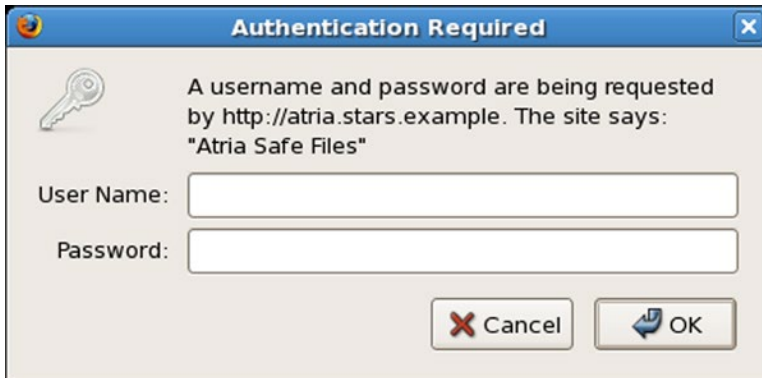 Authentication Required
A username and password are being requested
by http://atria.stars.example. The site says:
"Atria Safe Files"
User Name:
Password:
Cancel
OK